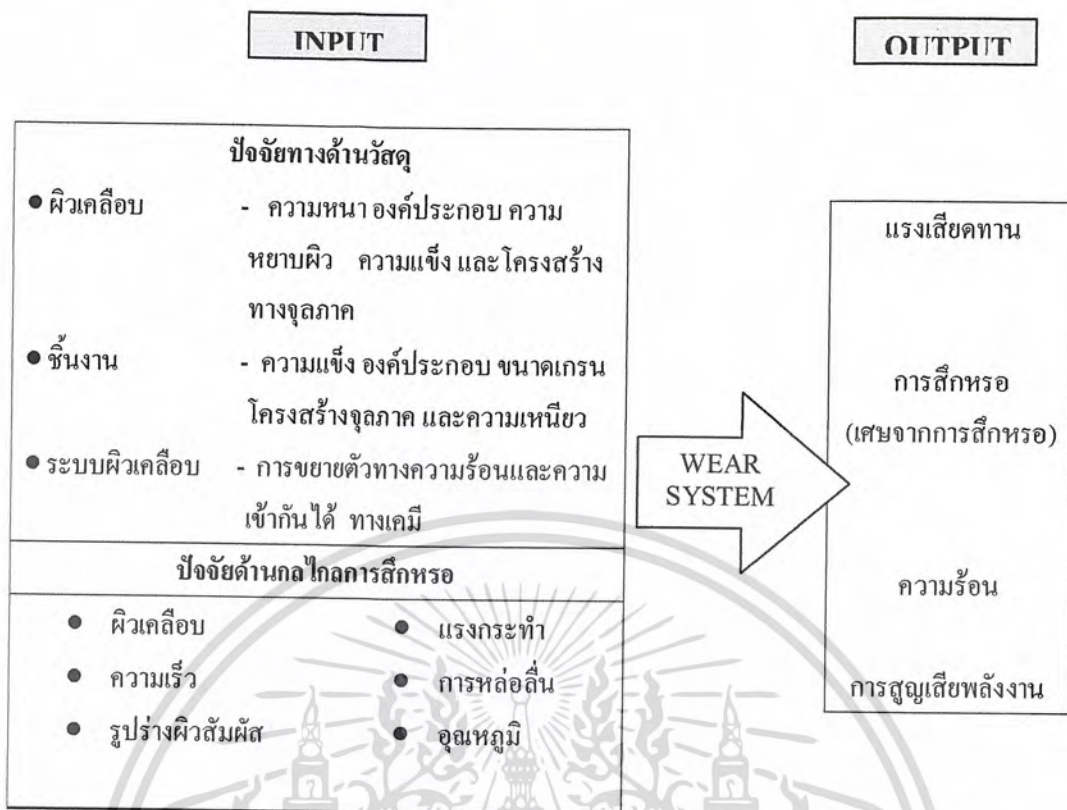 INPUT
OUTPUT
ปัจจัยทางด้านวัสดุ
● ผิวเคลือบ - ความหนา องค์ประกอบ ความ
หยาบผิว ความแข็ง และโครงสร้าง
ทางจุลภาค
● ชิ้นงาน - ความแข็ง องค์ประกอบ ขนาดเกรน
โครงสร้างจุลภาค และความเหนียว
● ระบบผิวเคลือบ - การขยายตัวทางความร้อนและความ
เข้ากันได้ ทางเคมี
ปัจจัยด้านกลไกลการสึกหรอ
● ผิวเคลือบ ● แรงกระทำ
● ความเร็ว ● การหล่อลื่น
● รูปร่างผิวสัมผัส ● อุณหภูมิ
WEAR
SYSTEM
แรงเสียดทาน
การสึกหรอ
(เศษจากการสึกหรอ)
ความร้อน
การสูญเสียพลังงาน